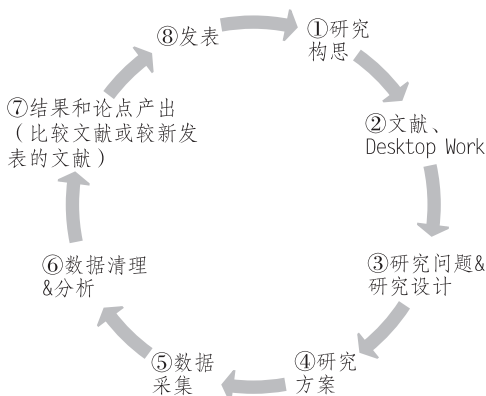 ①研究
构思
②文献、
Desktop Work
③研究问题&
研究设计
④研究
方案
⑤数据
采集
⑥数据清理
&分析
⑦结果和论点产出
（比较文献或较新发
表的文献）
⑧发表